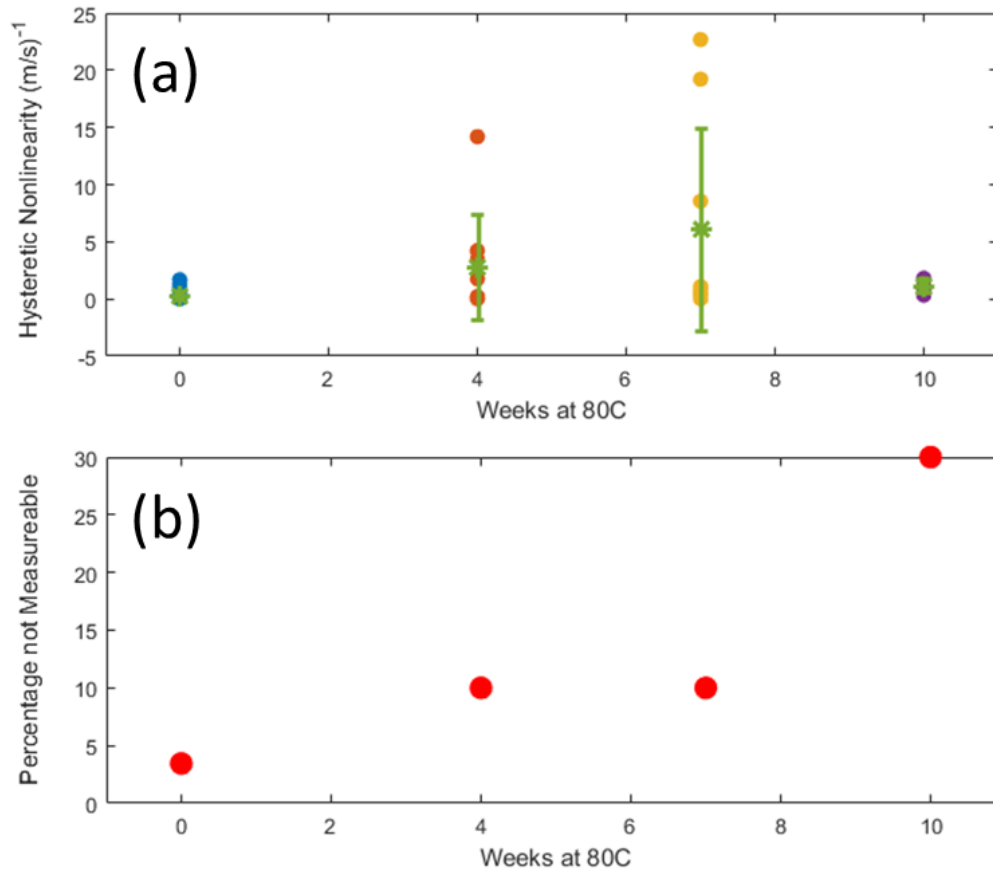 (a)
Hysteretic Nonlinearity (m/s)⁻¹
25
20
15
10
5
0
-5
0 2 4 6 8 10
Weeks at 80C
(b)
Percentage not Measureable
30
25
20
15
10
5
0
0 2 4 6 8 10
Weeks at 80C